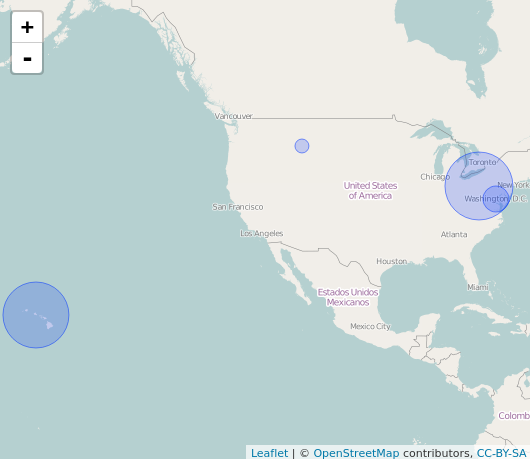 +
-
Vancouver
Toronto
Chicago
New York
United States
of America
Washington D.C.
San Francisco
Los Angeles
Atlanta
Houston
Miami
Estados Unidos
Mexicanos
Mexico City
Colomb
Leaflet | © OpenStreetMap contributors, CC-BY-SA